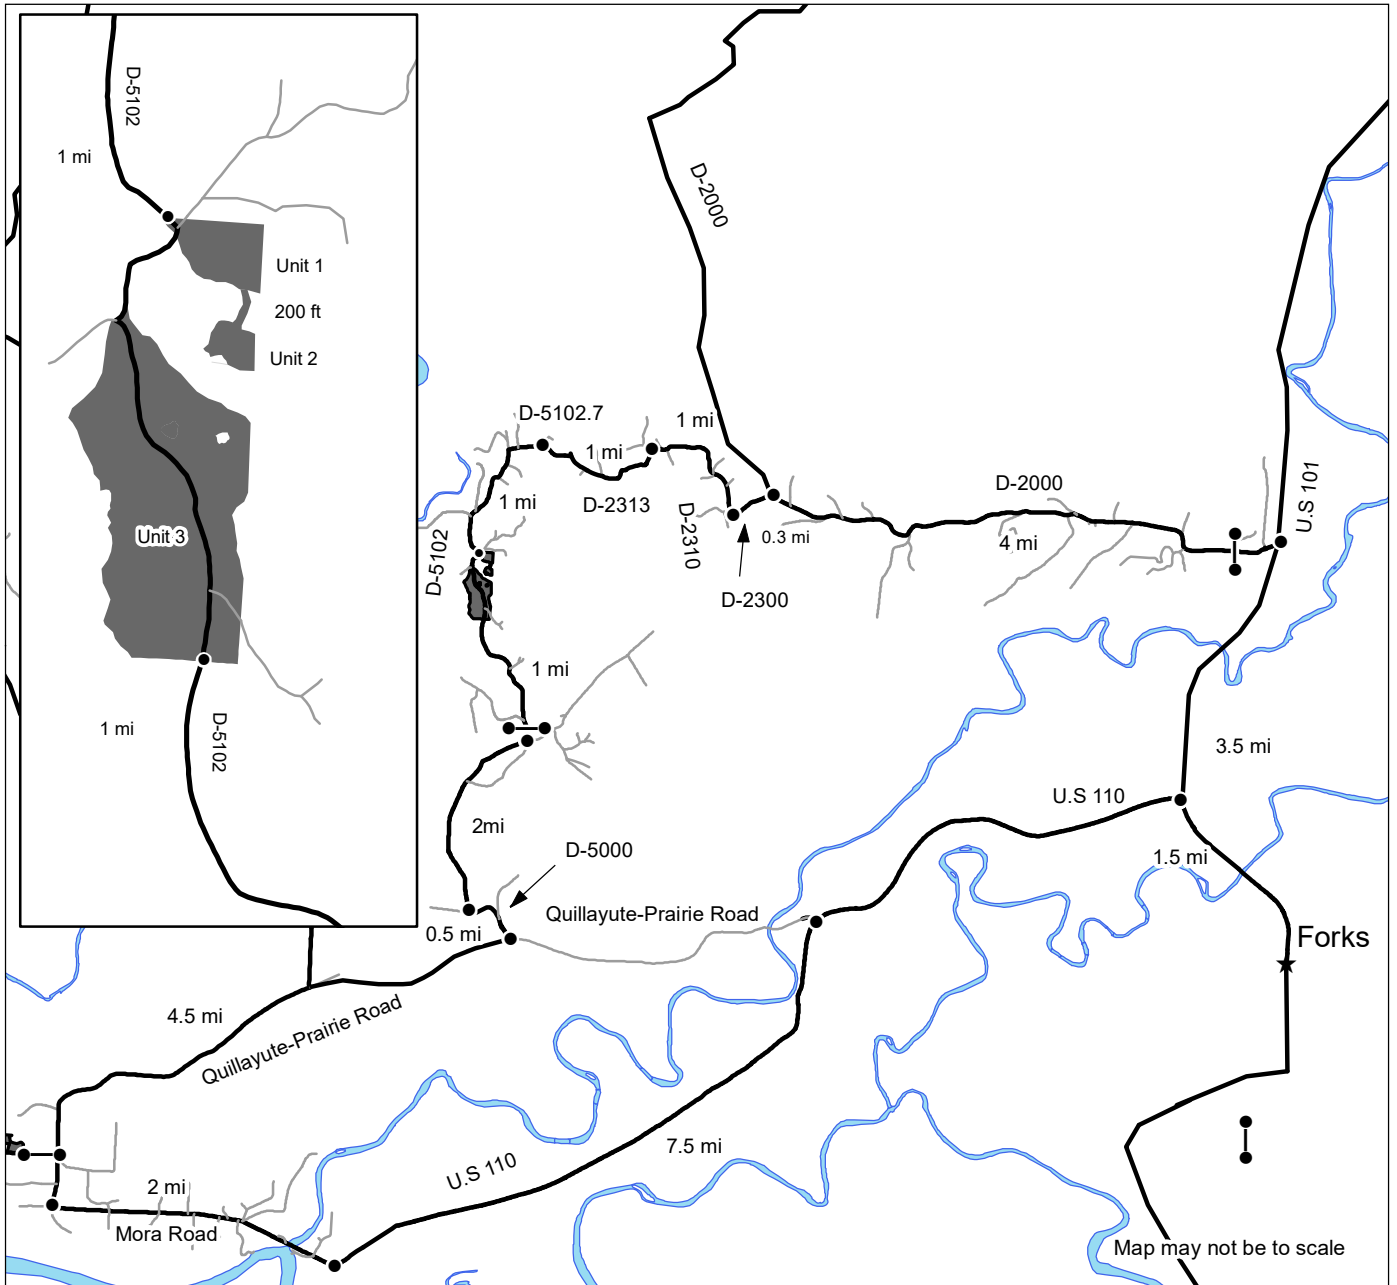 D-5102
1 mi
Unit 1
200 ft
Unit 2
Unit 3
1 mi
D-5102
D-2000
D-5102.7
1 mi
1 mi
D-2313
1 mi
D-5102
D-2310
0.3 mi
D-2300
D-2000
4 mi
U.S 101
1 mi
3.5 mi
U.S 110
2mi
D-5000
1.5 mi
Quillayute-Prairie Road
0.5 mi
Forks
4.5 mi
Quillayute-Prairie Road
7.5 mi
U.S 110
2 mi
Mora Road
Map may not be to scale